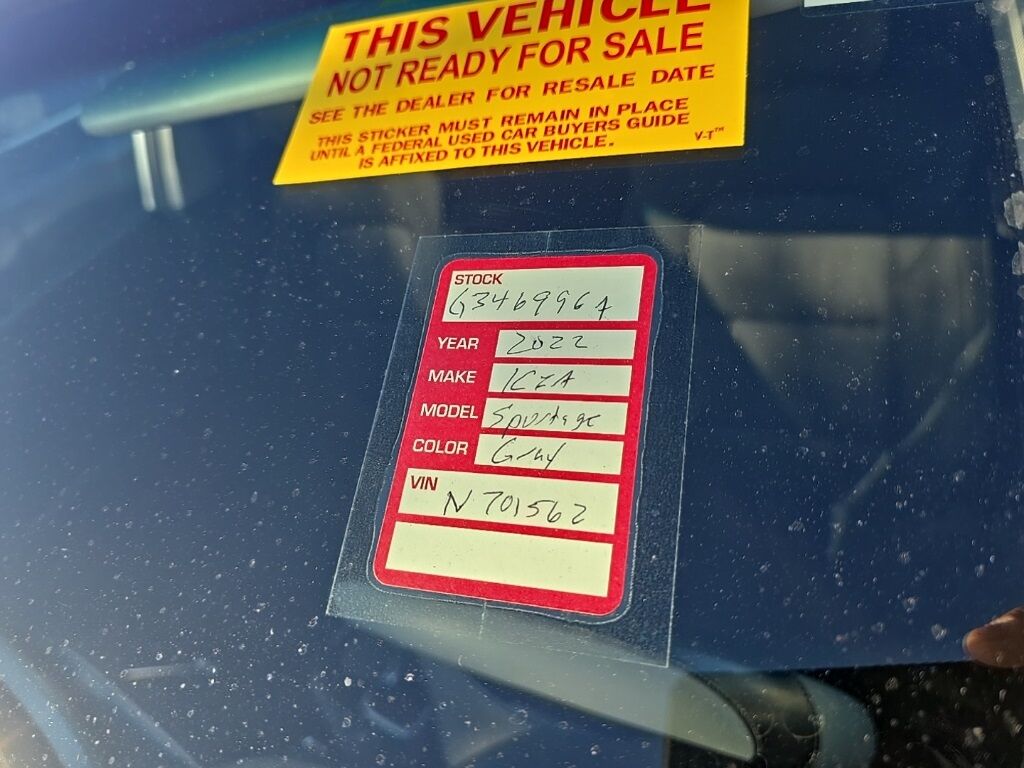 THIS VEHICLE
NOT READY FOR SALE
SEE THE DEALER FOR RESALE DATE
THIS STICKER MUST REMAIN IN PLACE
UNTIL A FEDERAL USED CAR BUYERS GUIDE
IS AFFIXED TO THIS VEHICLE.
V-T™
STOCK
G346996A
YEAR 2022
MAKE KIA
MODEL Sportage
COLOR Gray
VIN
N701562